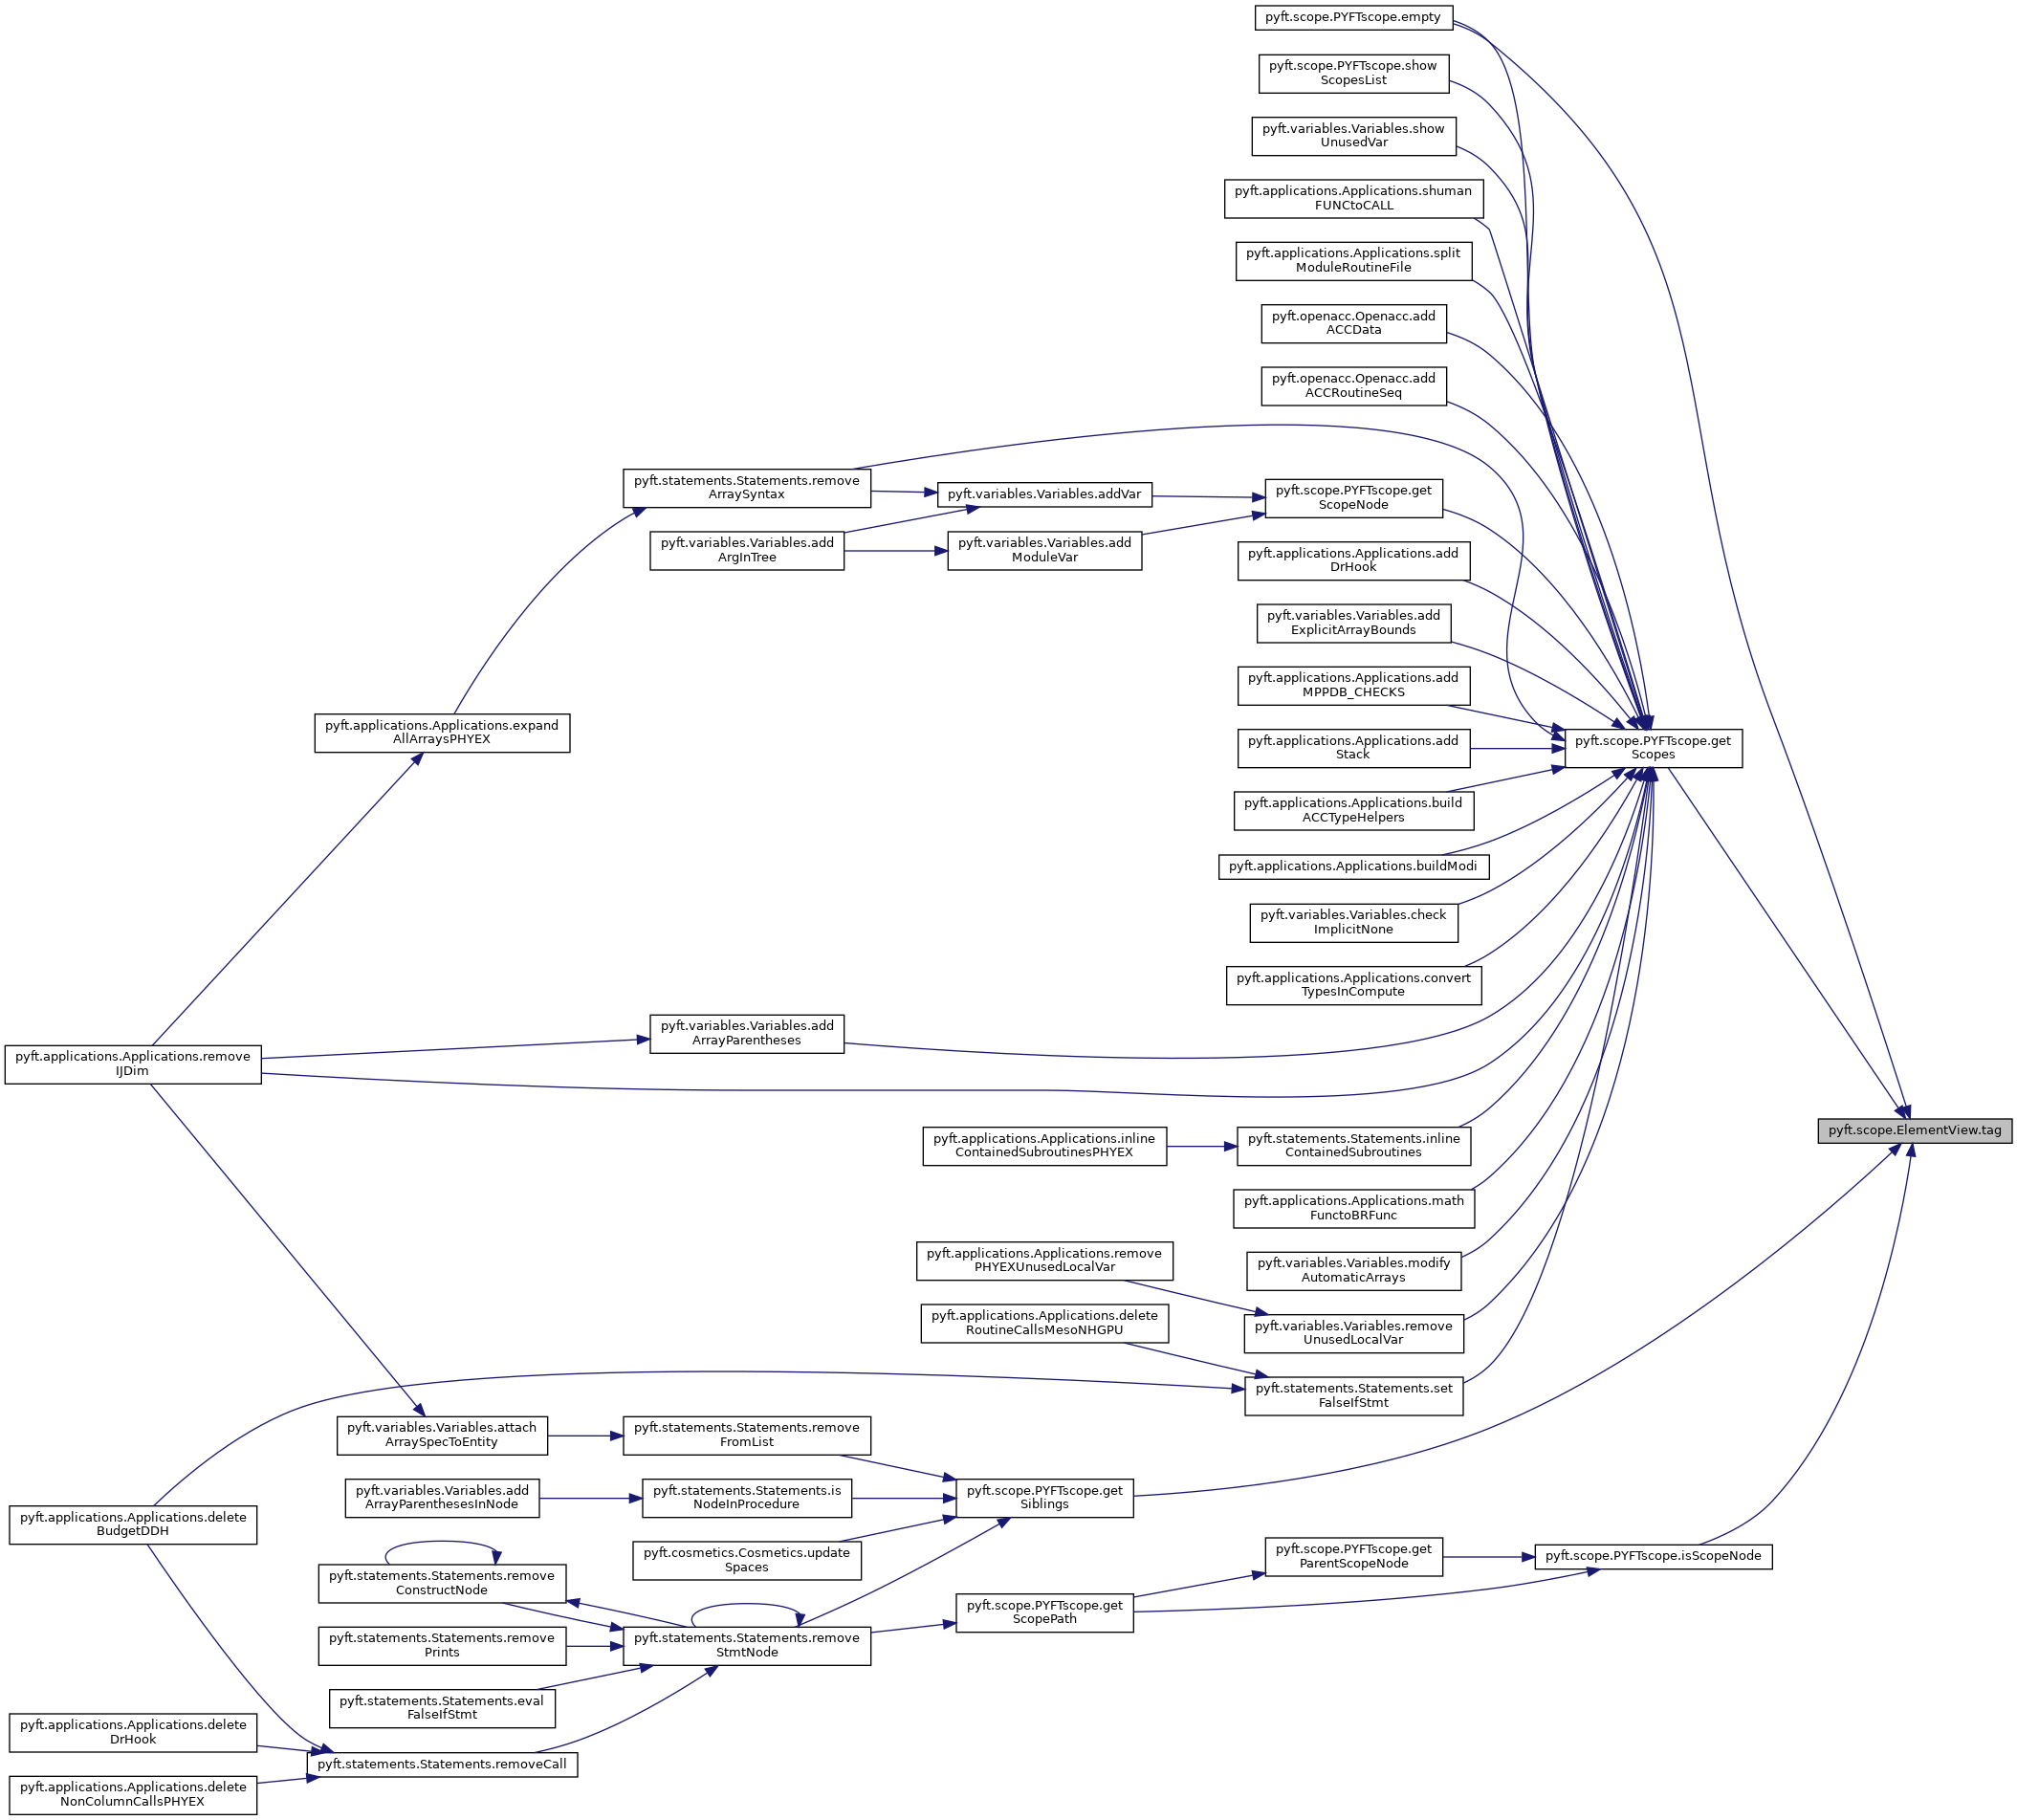 pyft.scope.PYFTscope.empty
pyft.scope.PYFTscope.show
ScopesList
pyft.variables.Variables.show
UnusedVar
pyft.applications.Applications.shuman
FUNCtoCALL
pyft.applications.Applications.split
ModuleRoutineFile
pyft.openacc.Openacc.add
ACCData
pyft.openacc.Openacc.add
ACCRoutineSeq
pyft.statements.Statements.remove
ArraySyntax
pyft.variables.Variables.addVar
pyft.scope.PYFTscope.get
ScopeNode
pyft.variables.Variables.add
ArgInTree
pyft.variables.Variables.add
ModuleVar
pyft.applications.Applications.add
DrHook
pyft.variables.Variables.add
ExplicitArrayBounds
pyft.applications.Applications.add
MPPDB_CHECKS
pyft.applications.Applications.expand
AllArraysPHYEX
pyft.applications.Applications.add
Stack
pyft.scope.PYFTscope.get
Scopes
pyft.applications.Applications.build
ACCTypeHelpers
pyft.applications.Applications.buildModi
pyft.variables.Variables.check
ImplicitNone
pyft.applications.Applications.convert
TypesInCompute
pyft.variables.Variables.add
ArrayParentheses
pyft.applications.Applications.remove
IJDim
pyft.scope.ElementView.tag
pyft.applications.Applications.inline
ContainedSubroutinesPHYEX
pyft.statements.Statements.inline
ContainedSubroutines
pyft.applications.Applications.math
FunctoBRFunc
pyft.applications.Applications.remove
PHYEXUnusedLocalVar
pyft.variables.Variables.modify
AutomaticArrays
pyft.applications.Applications.delete
RoutineCallsMesoNHGPU
pyft.variables.Variables.remove
UnusedLocalVar
pyft.statements.Statements.set
FalseIfStmt
pyft.variables.Variables.attach
ArraySpecToEntity
pyft.statements.Statements.remove
FromList
pyft.variables.Variables.add
ArrayParenthesesInNode
pyft.statements.Statements.is
NodeInProcedure
pyft.scope.PYFTscope.get
Siblings
pyft.applications.Applications.delete
BudgetDDH
pyft.cosmetics.Cosmetics.update
Spaces
pyft.scope.PYFTscope.get
ParentScopeNode
pyft.scope.PYFTscope.isScopeNode
pyft.statements.Statements.remove
ConstructNode
pyft.scope.PYFTscope.get
ScopePath
pyft.statements.Statements.remove
Prints
pyft.statements.Statements.remove
StmtNode
pyft.statements.Statements.eval
FalseIfStmt
pyft.applications.Applications.delete
DrHook
pyft.statements.Statements.removeCall
pyft.applications.Applications.delete
NonColumnCallsPHYEX